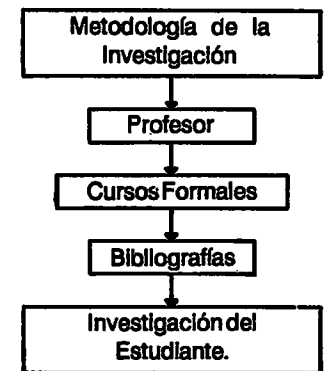 Metodología de la
Investigación
Profesor
Cursos Formales
Bibliografías
Investigación del
Estudiante.